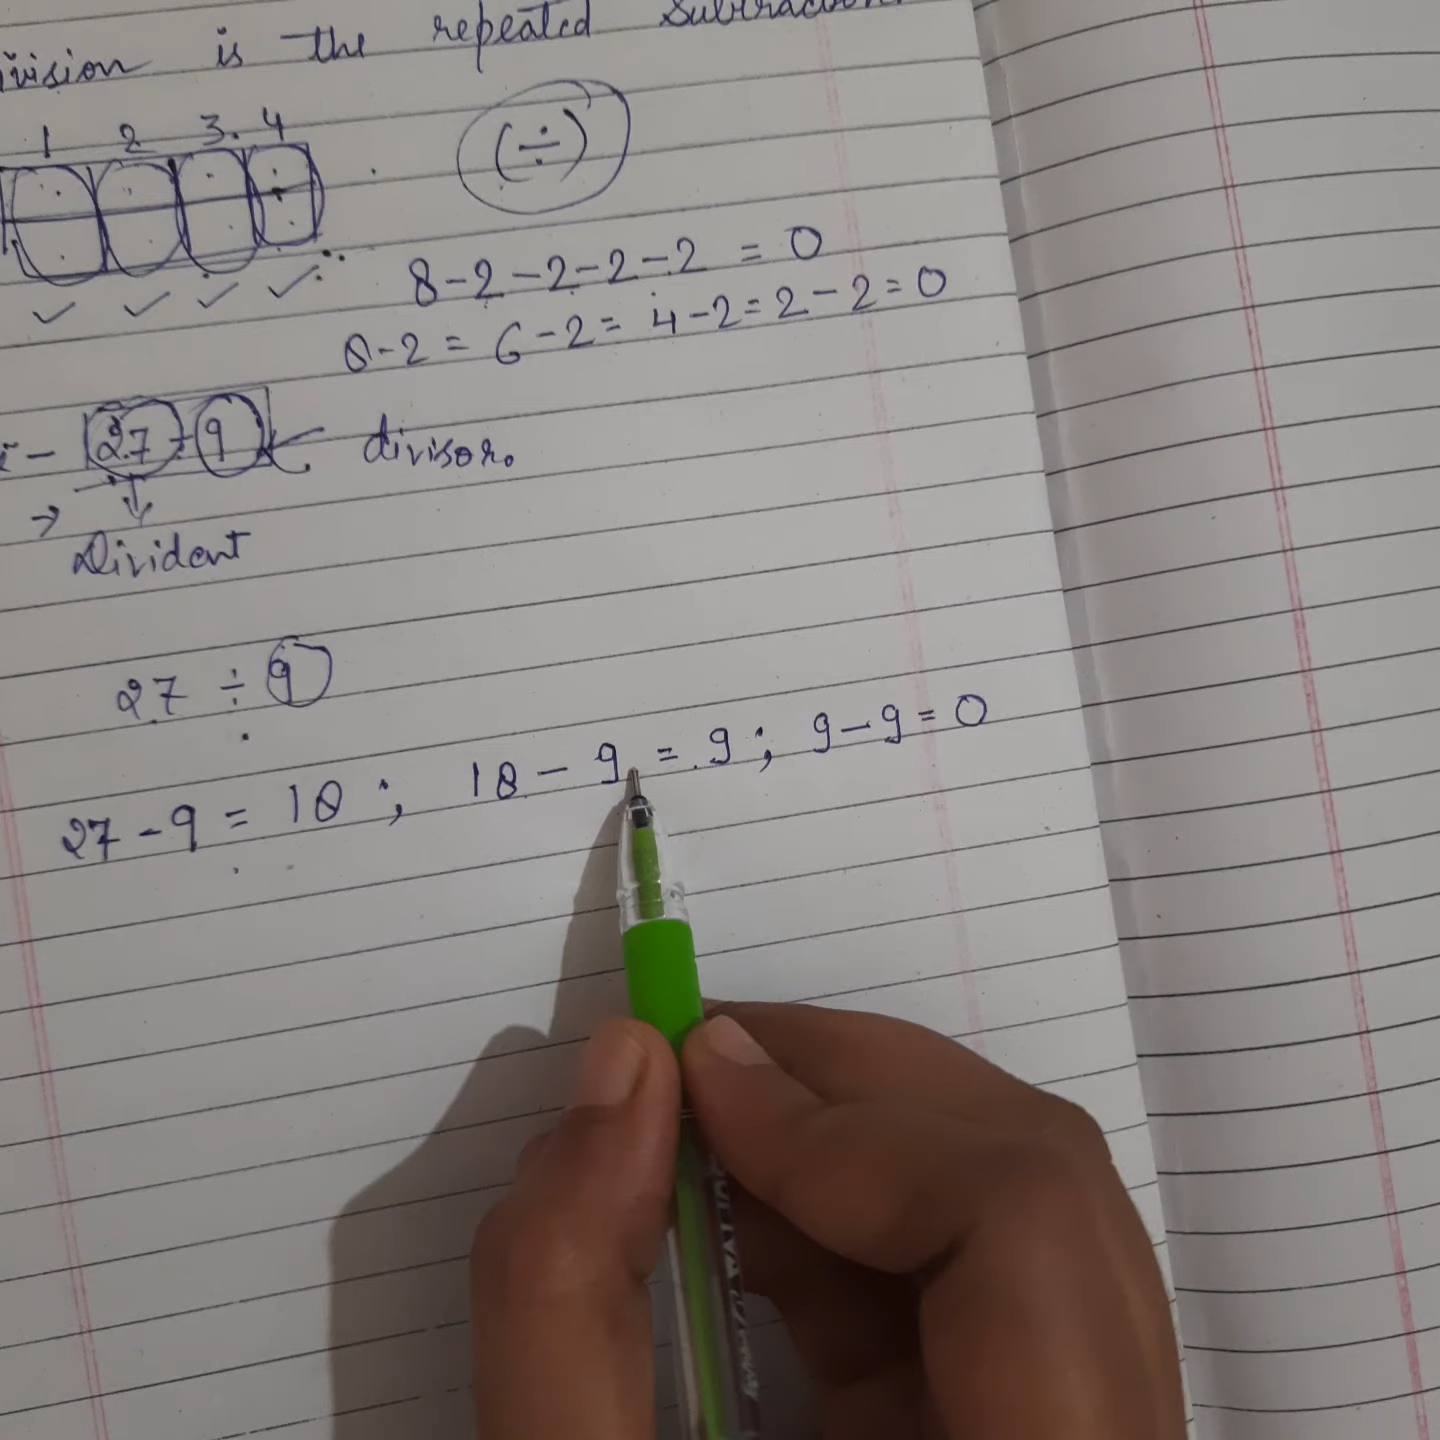 is the repeated
1 2 3. 4
(÷)
8-2-2-2-2 = 0
8-2 = 6-2 = 4-2 = 2-2 = 0
27 ÷ 9 divisor.
→ Divident
27 ÷ 9
27 - 9 = 18 ; 18 - 9 = 9 ; 9-9 = 0